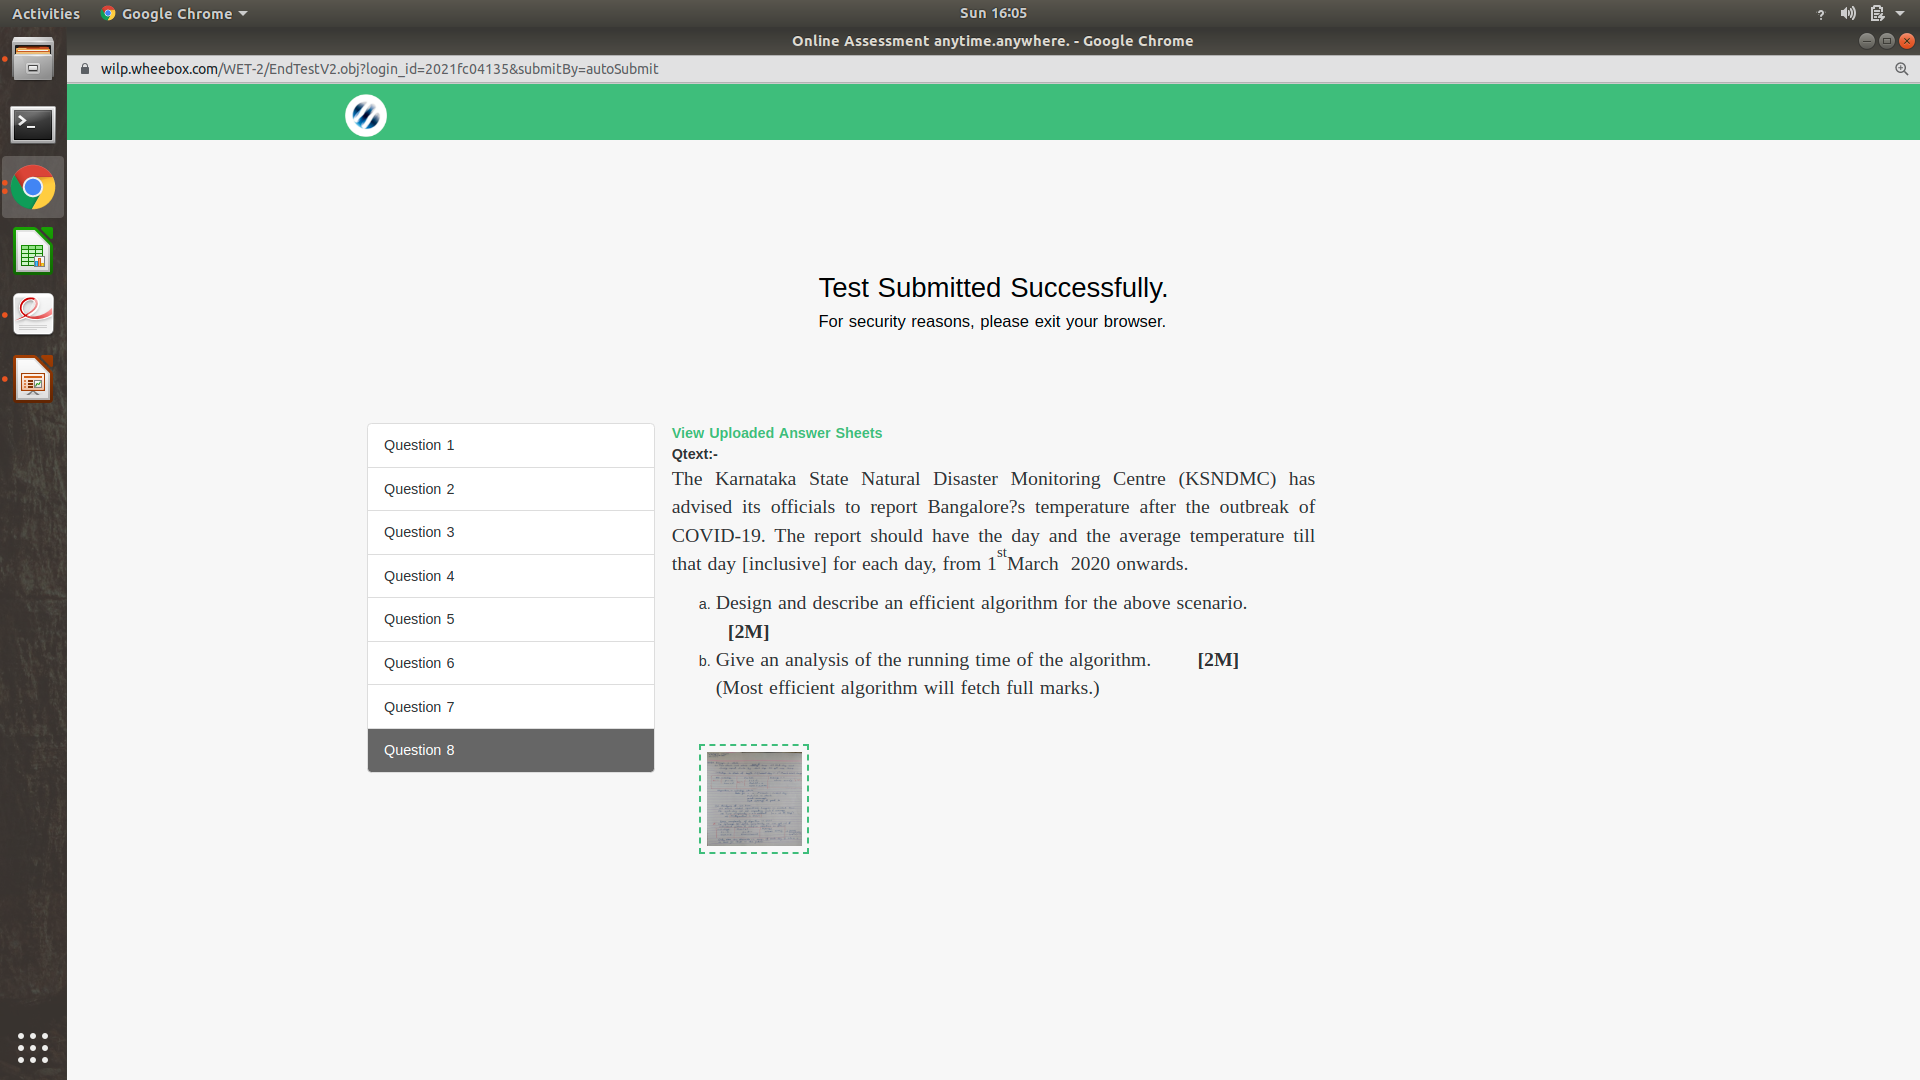 Activities Google Chrome Sun 16:05 ?
Online Assessment anytime.anywhere. - Google Chrome
wilp.wheebox.com/WET-2/EndTestV2.obj?login_id=2021fc04135&submitBy=autoSubmit
Test Submitted Successfully.
For security reasons, please exit your browser.
Question 1
Question 2
Question 3
Question 4
Question 5
Question 6
Question 7
Question 8
View Uploaded Answer Sheets
Qtext:-
The Karnataka State Natural Disaster Monitoring Centre (KSNDMC) has
advised its officials to report Bangalore?s temperature after the outbreak of
COVID-19. The report should have the day and the average temperature till
that day [inclusive] for each day, from 1st March 2020 onwards.
a. Design and describe an efficient algorithm for the above scenario.
[2M]
b. Give an analysis of the running time of the algorithm. [2M]
(Most efficient algorithm will fetch full marks.)